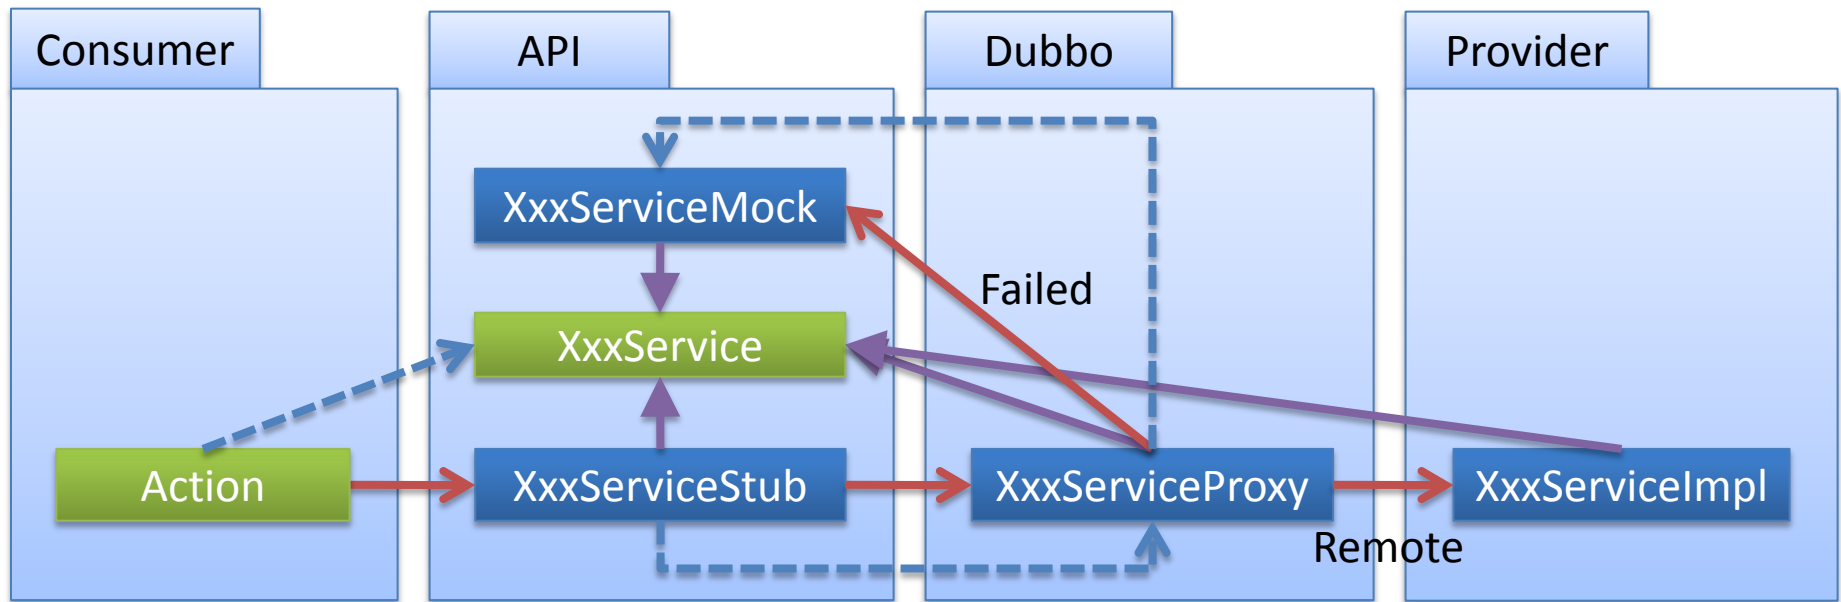 Consumer
API
Dubbo
Provider
XxxServiceMock
Failed
XxxService
Action
XxxServiceStub
XxxServiceProxy
XxxServiceImpl
Remote